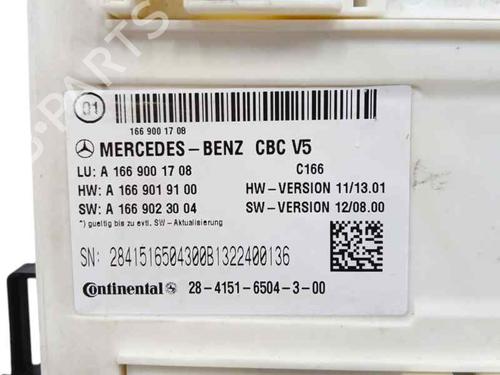 B-PARTS
01
166 900 17 08
MERCEDES-BENZ CBC V5
LU: A 166 900 17 08 C166
HW: A 166 901 91 00 HW-VERSION 11/13.01
SW: A 166 902 30 04 SW-VERSION 12/08.00
*) gueltig bis zu evtl. SW - Aktualisierung
SN: 2841516504300B1322400136
Continental 28-4151-6504-3-00